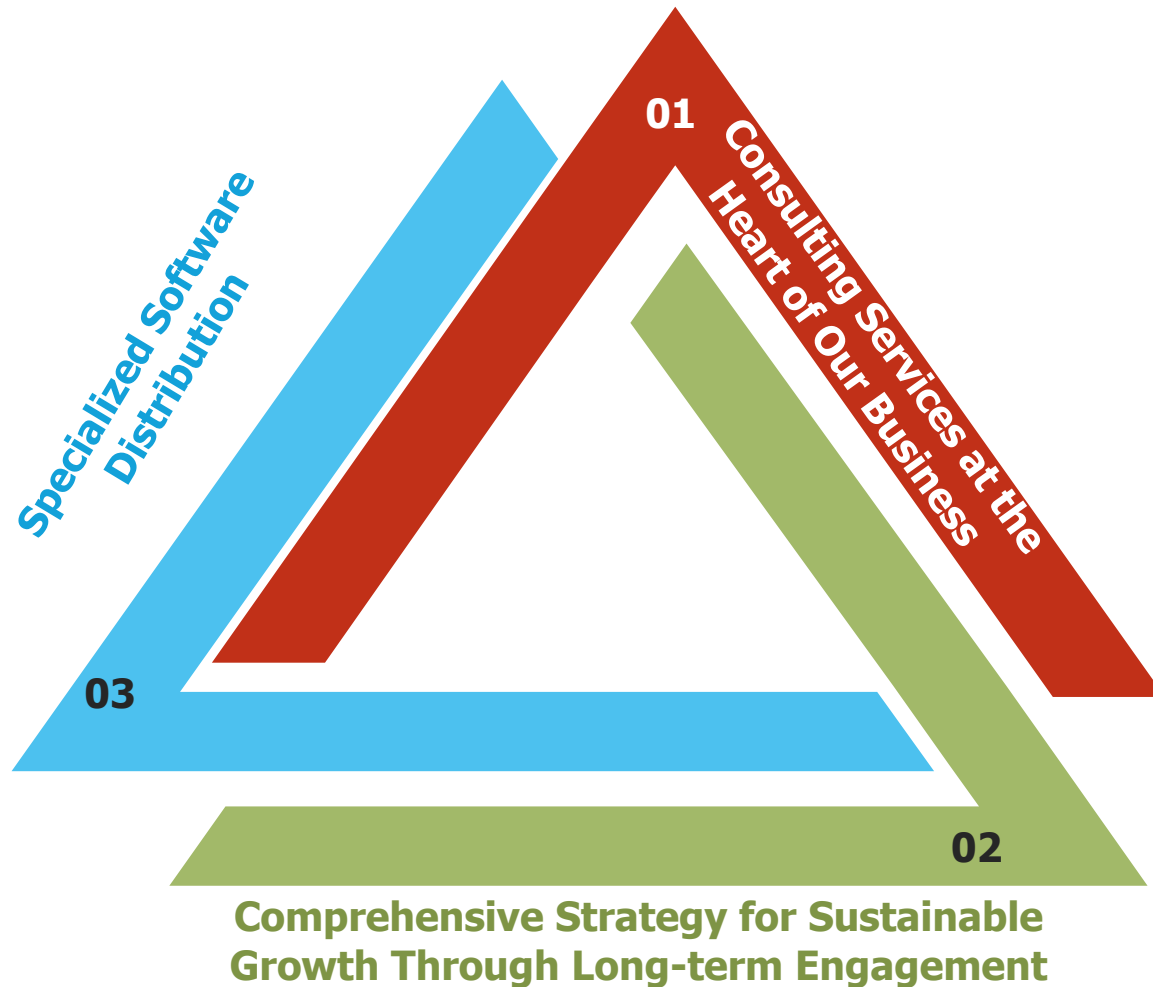 01
Consulting Services at the
Heart of Our Business
02
Comprehensive Strategy for Sustainable
Growth Through Long-term Engagement
03
Specialized Software
Distribution